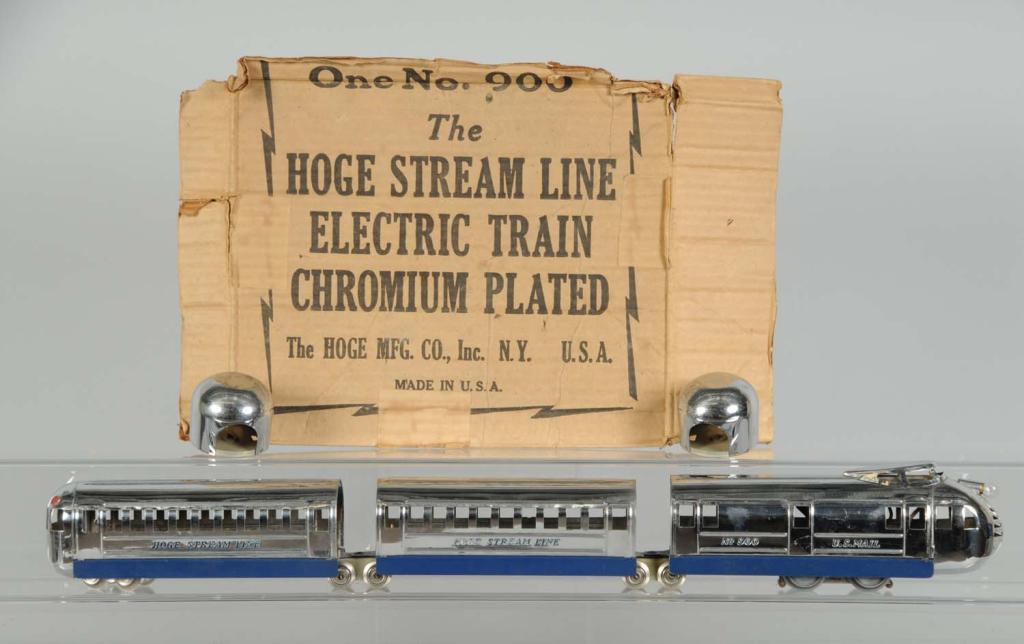 One No. 900
The
HOGE STREAM LINE
ELECTRIC TRAIN
CHROMIUM PLATED
The HOGE MFG. CO., Inc. N.Y. U.S.A.
MADE IN U.S.A.
HOGE STREAM LINE
HOGE STREAM LINE
No 900
U.S. MAIL